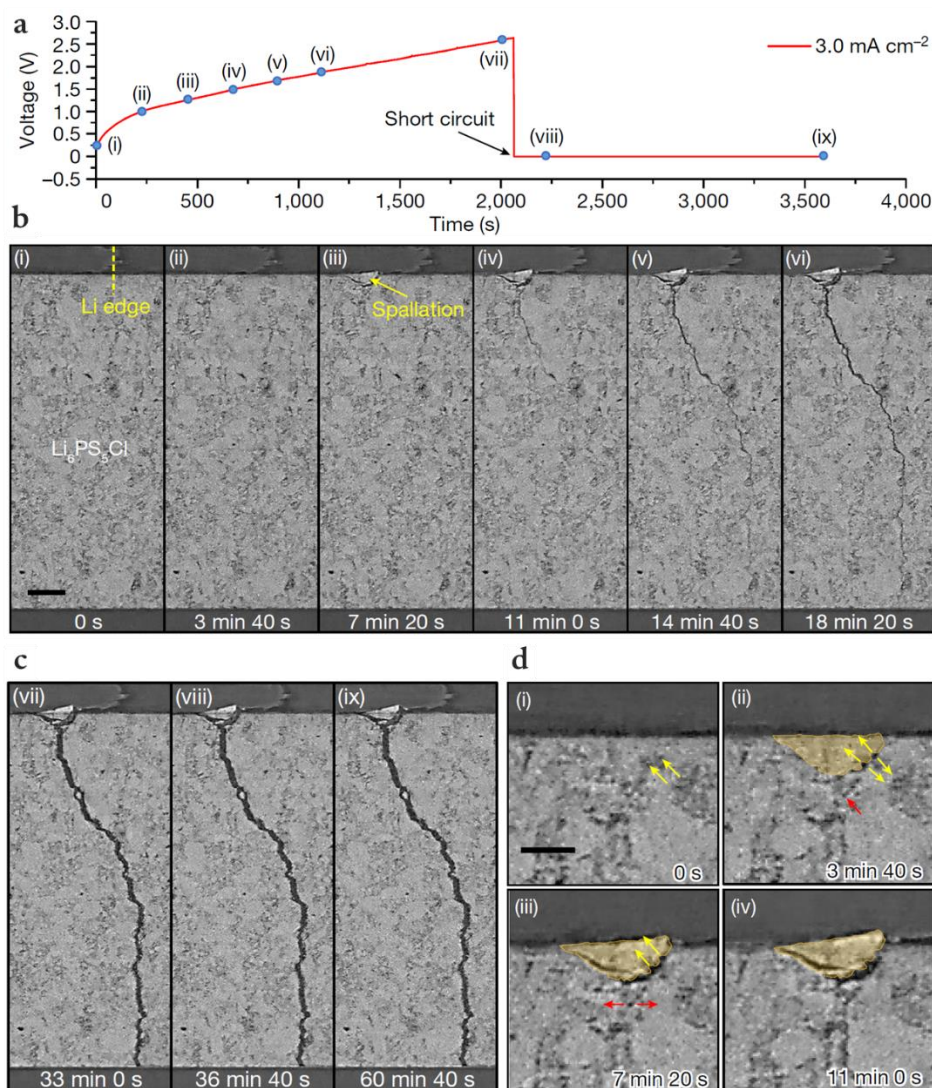 a
3.0
2.5
2.0
1.5
1.0
0.5
0
−0.5
Voltage (V)
(i)
(ii)
(iii)
(iv)
(v)
(vi)
(vii)
(viii)
(ix)
3.0 mA cm−2
Short circuit
0 500 1,000 1,500 2,000 2,500 3,000 3,500 4,000
Time (s)
b
(i) (ii) (iii) (iv) (v) (vi)
Li edge
Spallation
Li6PS5Cl
0 s 3 min 40 s 7 min 20 s 11 min 0 s 14 min 40 s 18 min 20 s
c
(vii) (viii) (ix)
33 min 0 s 36 min 40 s 60 min 40 s
d
(i) (ii)
0 s 3 min 40 s
(iii) (iv)
7 min 20 s 11 min 0 s